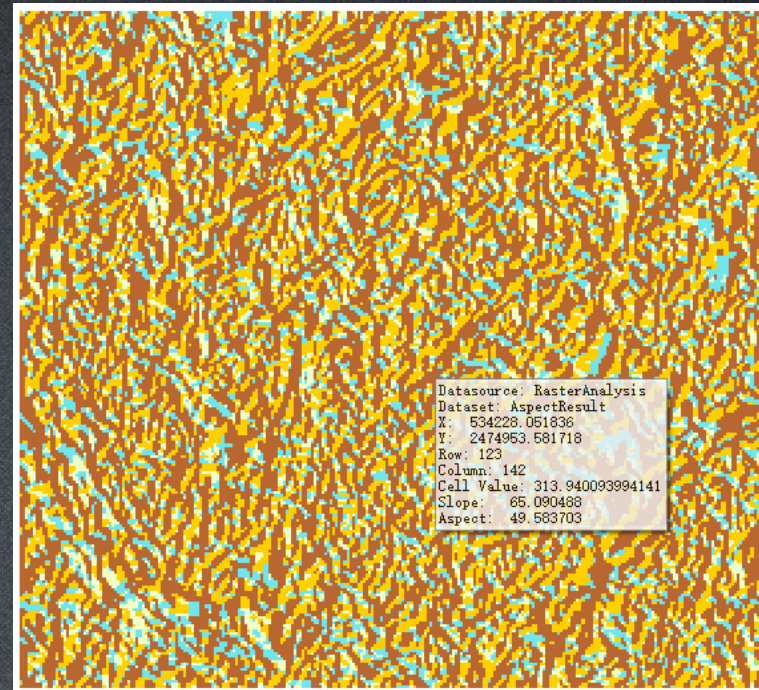 Datasource: RasterAnalysis
Dataset: AspectResult
X: 534228.051836
Y: 2474953.581718
Row: 123
Column: 142
Cell Value: 313.940093994141
Slope: 65.090488
Aspect: 49.583703